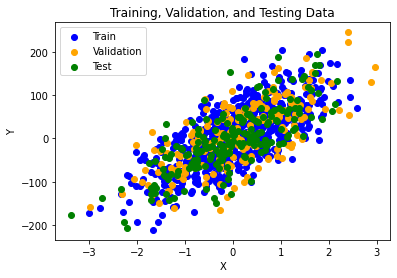 Training, Validation, and Testing Data
Train
Validation
Test
200
100
0
−100
−200
Y
−3
−2
−1
0
1
2
3
X